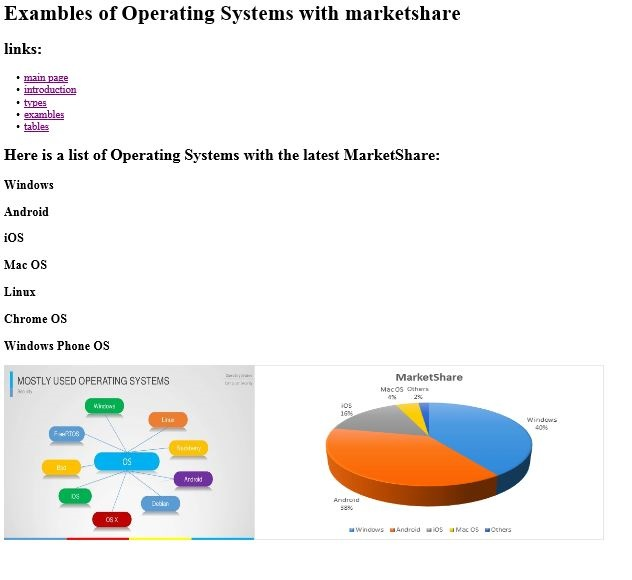 Examples of Operating Systems with marketshare
links:
main page
introduction
types
examples
tables
Here is a list of Operating Systems with the latest MarketShare:
Windows
Android
iOS
Mac OS
Linux
Chrome OS
Windows Phone OS
MOSTLY USED OPERATING SYSTEMS
Windows
Linux
FreeRTOS
Blackberry
OS
Bsd
Android
iOS
Debian
OS X
MarketShare
Mac OS
4%
Others
2%
iOS
16%
Windows
40%
Android
38%
Windows Android iOS Mac OS Others